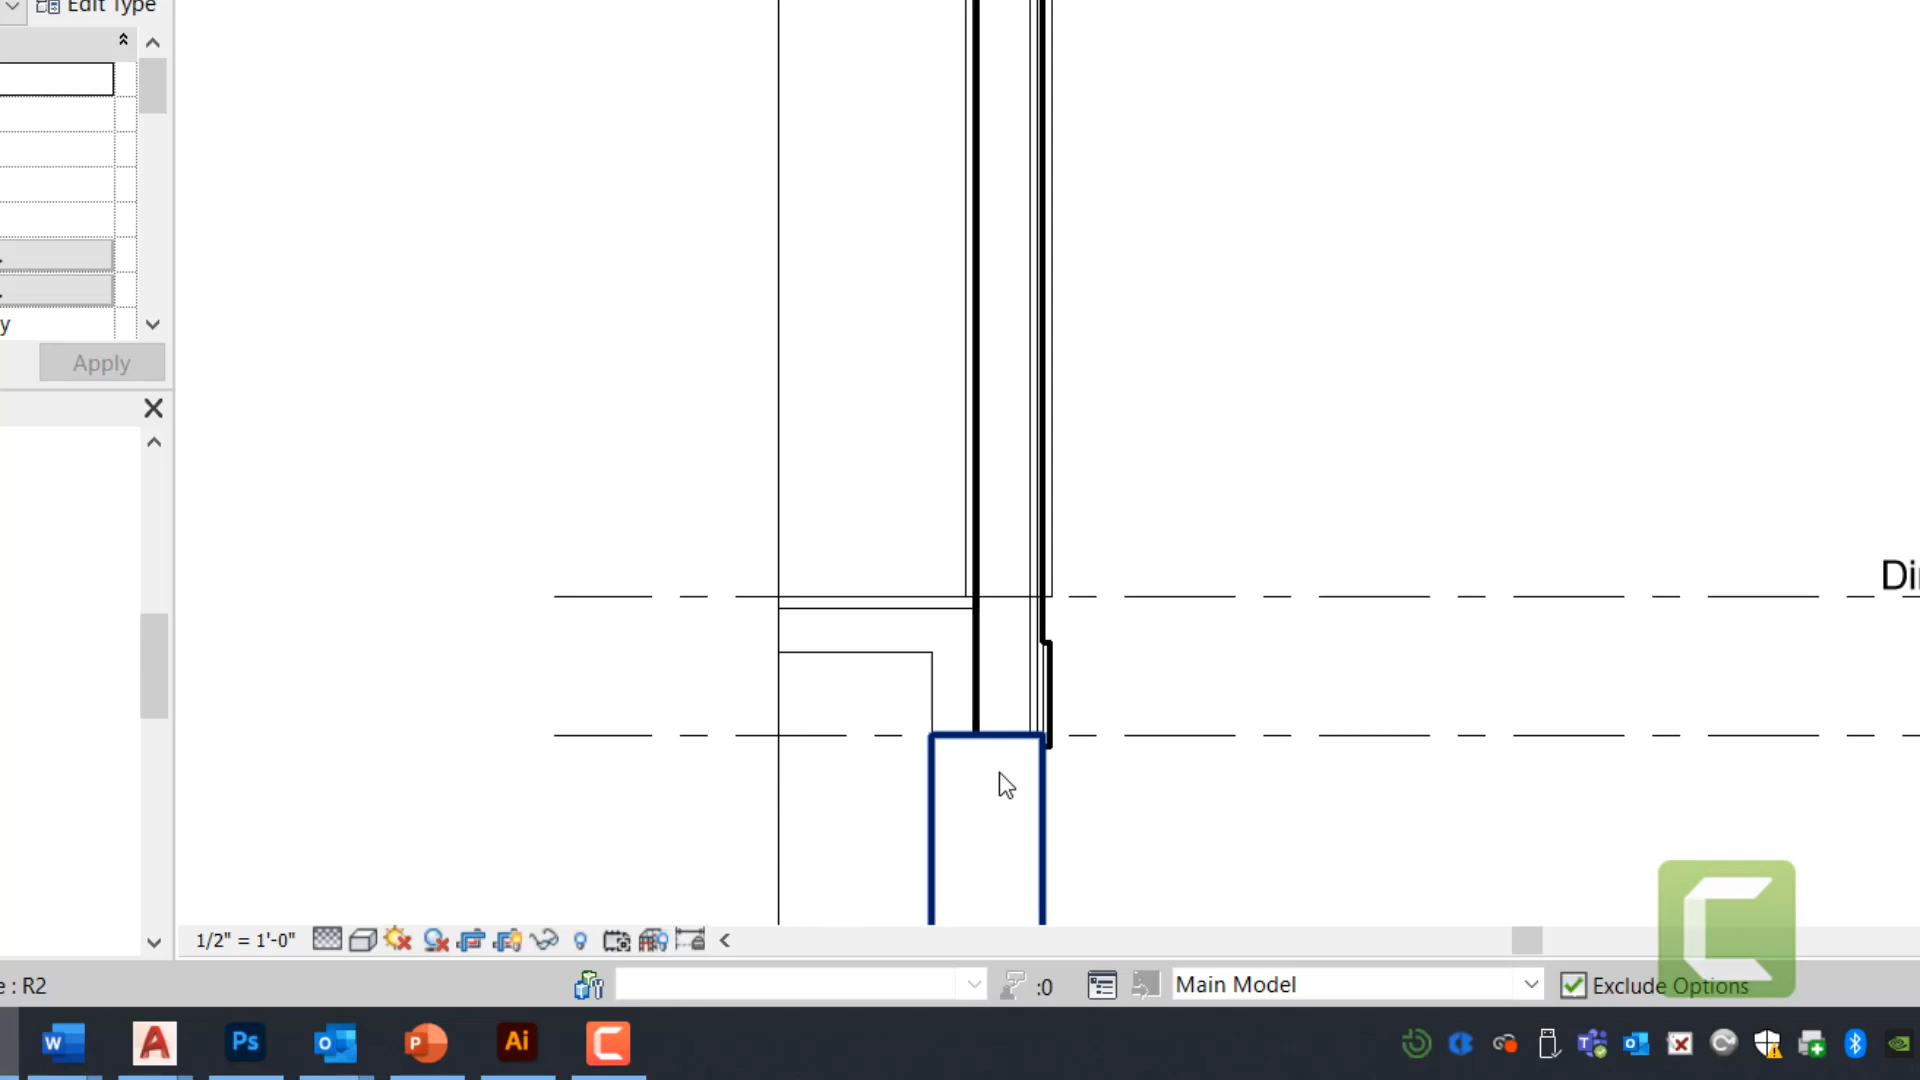 Edit Type
y
Apply
Di
1/2" = 1'-0"
e : R2
:0
Main Model
Exclude Options
W
A
Ps
O
P
Ai
C